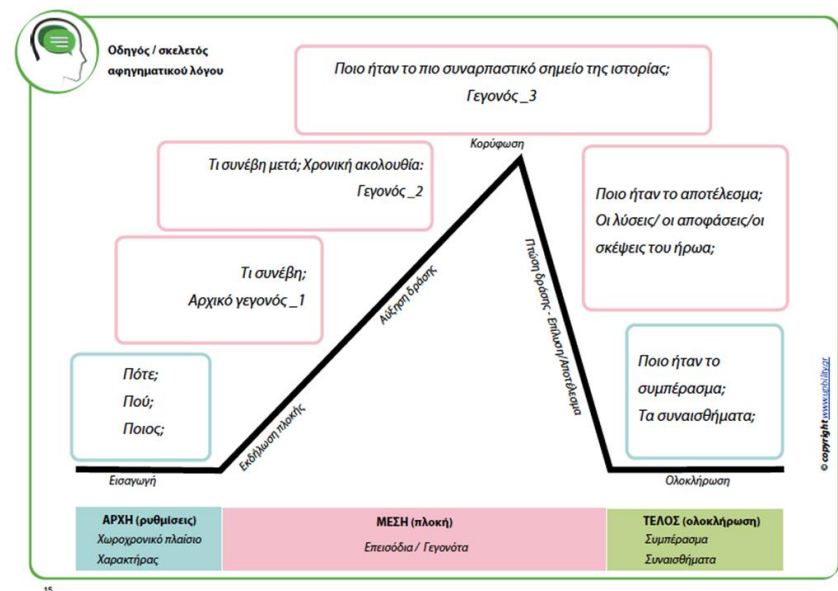 Οδηγός / σκελετός
αφηγηματικού λόγου
Ποιο ήταν το πιο συναρπαστικό σημείο της ιστορίας;
Γεγονός _3
Κορύφωση
Τι συνέβη μετά; Χρονική ακολουθία:
Γεγονός _2
Ποιο ήταν το αποτέλεσμα;
Οι λύσεις/ οι αποφάσεις/οι
σκέψεις του ήρωα;
Τι συνέβη;
Αρχικό γεγονός _1
Αύξηση δράσης
Πτώση δράσης - Επίλυση/Αποτέλεσμα
Πότε;
Πού;
Ποιος;
Εκδήλωση πλοκής
Ποιο ήταν το
συμπέρασμα;
Τα συναισθήματα;
© copyright www.upbility.gr
Εισαγωγή
Ολοκλήρωση
ΑΡΧΗ (ρυθμίσεις)
Χωροχρονικό πλαίσιο
Χαρακτήρας
ΜΕΣΗ (πλοκή)
Επεισόδια / Γεγονότα
ΤΕΛΟΣ (ολοκλήρωση)
Συμπέρασμα
Συναισθήματα
15